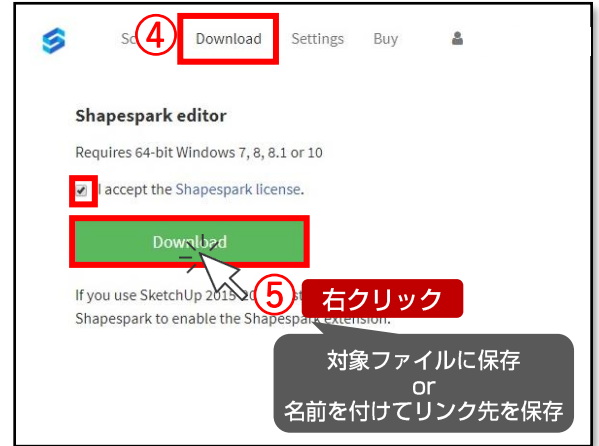 Sc ④ Download Settings Buy
Shapespark editor
Requires 64-bit Windows 7, 8, 8.1 or 10
I accept the Shapespark license.
Download
If you use SketchUp 2015-20
⑤ 右クリック
Shapespark to enable the Shapespark extension.
対象ファイルに保存
or
名前を付けてリンク先を保存